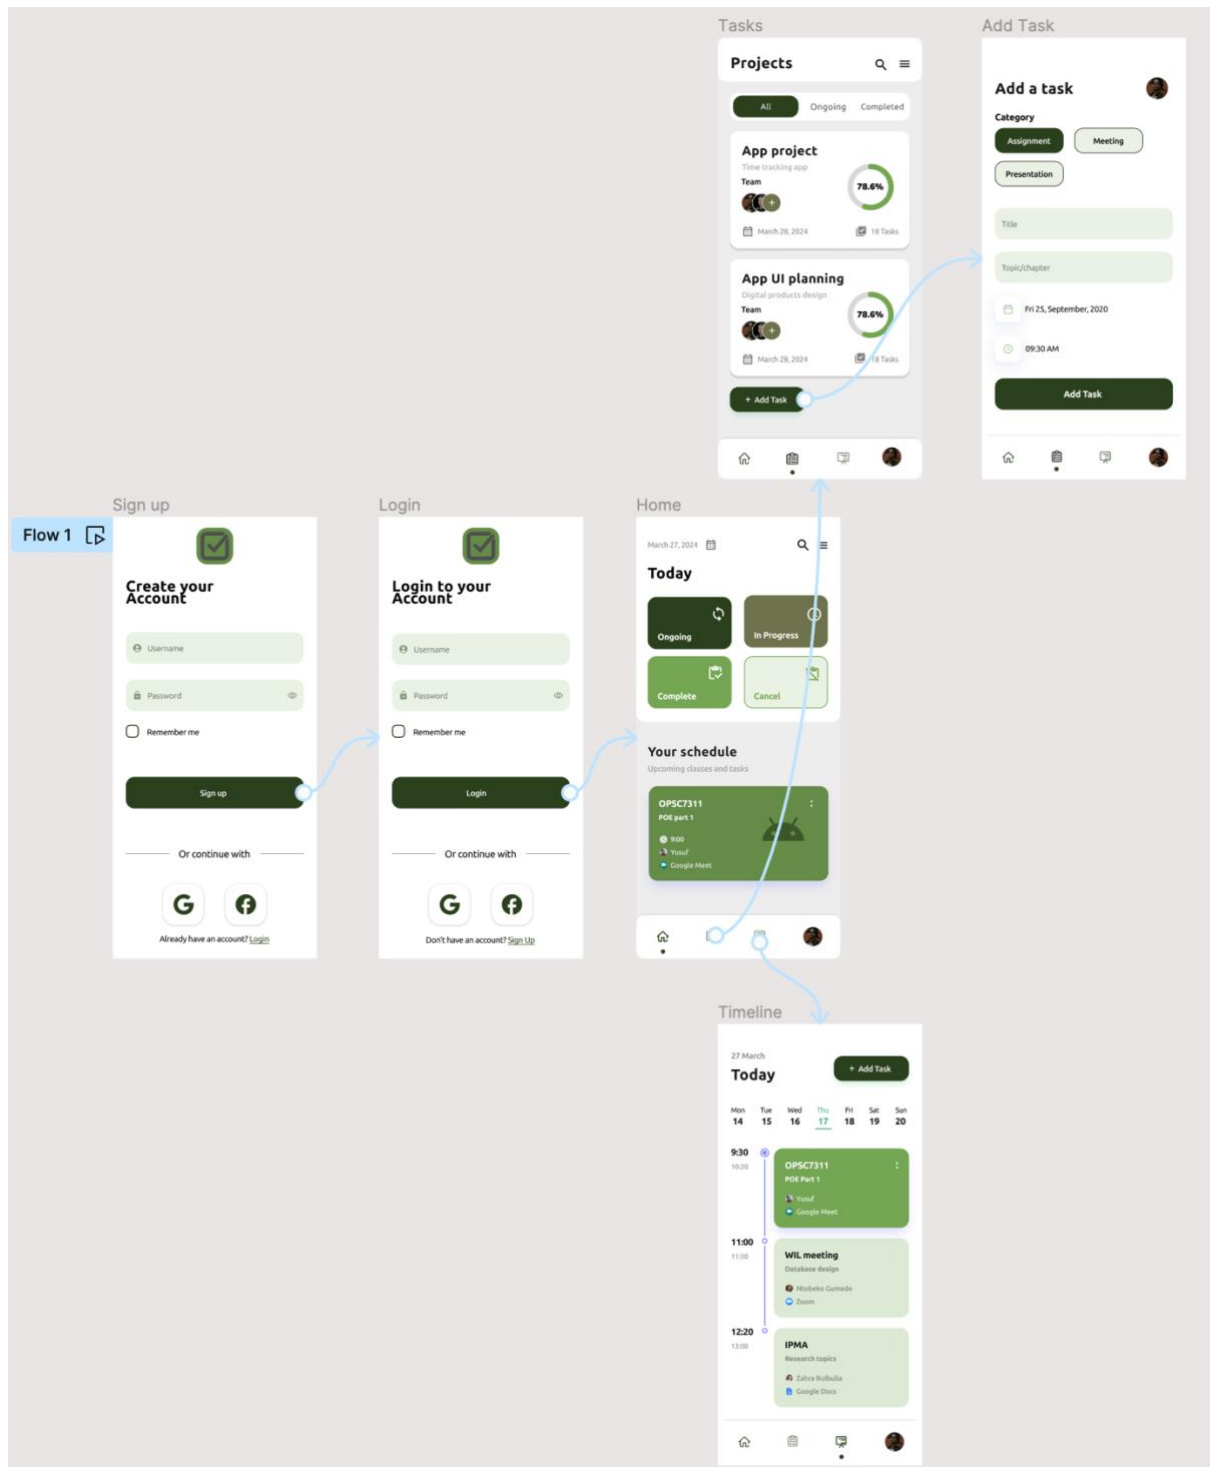 Tasks
Projects
All Ongoing Completed
App project
Time tracking app
Team
78.6%
March 28, 2024 18 Tasks
App UI planning
Digital products design
Team
78.6%
March 28, 2024 18 Tasks
+ Add Task
Add Task
Add a task
Category
Assignment Meeting
Presentation
Title
Topic/chapter
Fri 25, September, 2020
09:30 AM
Add Task
Flow 1
Sign up
Create your
Account
Username
Password
Remember me
Sign up
Or continue with
Already have an account? Login
Login
Login to your
Account
Username
Password
Remember me
Login
Or continue with
Don't have an account? Sign Up
Home
March 27, 2024
Today
Ongoing In Progress
Complete Cancel
Your schedule
Upcoming classes and tasks
OPSC7311
POE part 1
9:00
Yusuf
Google Meet
Timeline
27 March
Today
+ Add Task
Mon Tue Wed Thu Fri Sat Sun
14 15 16 17 18 19 20
9:30
10:20
OPSC7311
POE Part 1
Yusuf
Google Meet
11:00
11:50
WIL meeting
Database design
Ntobeko Gumede
Zoom
12:20
13:00
IPMA
Research topics
Zahra Bulbulia
Google Docs